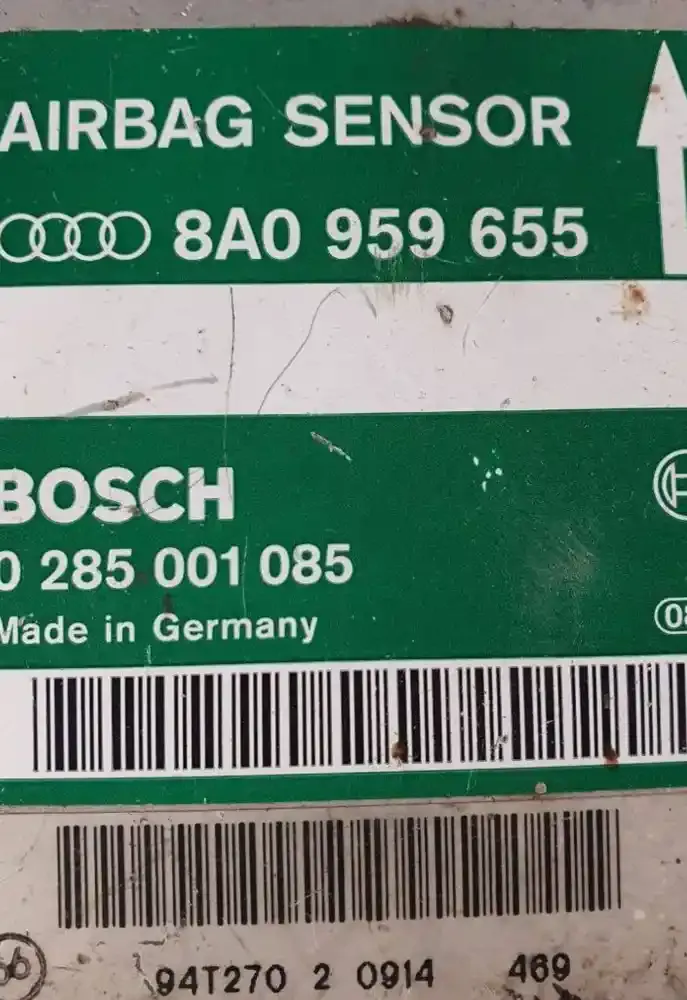 AIRBAG SENSOR
8A0 959 655
BOSCH
0 285 001 085
Made in Germany
94T270 2 0914 469